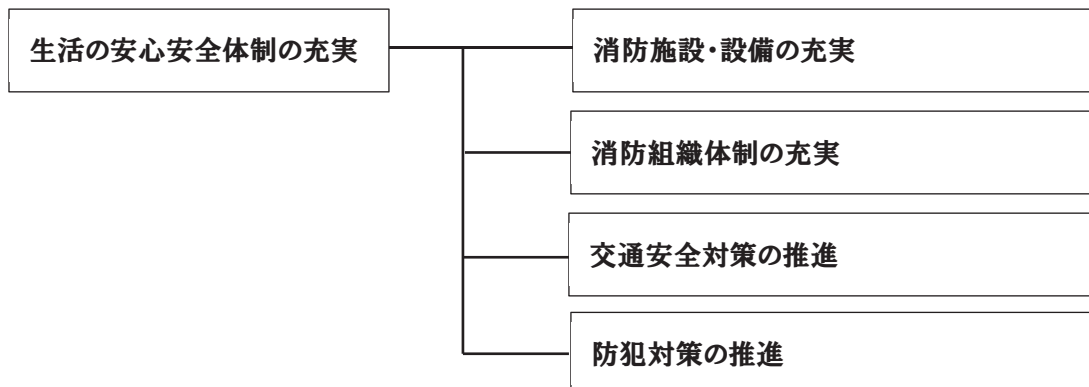 生活の安心安全体制の充実
消防施設・設備の充実
消防組織体制の充実
交通安全対策の推進
防犯対策の推進